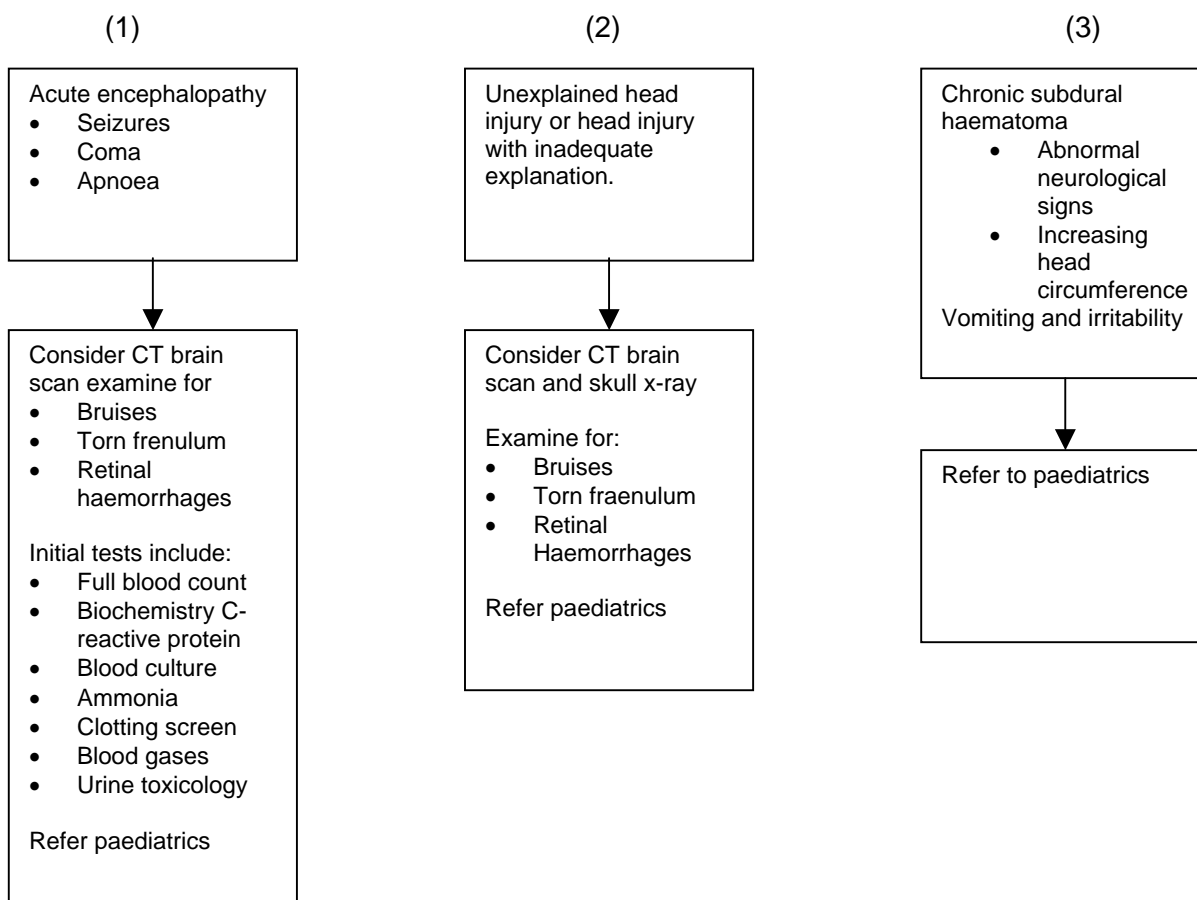 (1)
Acute encephalopathy
• Seizures
• Coma
• Apnoea
Consider CT brain
scan examine for
• Bruises
• Torn frenulum
• Retinal
haemorrhages
Initial tests include:
• Full blood count
• Biochemistry C-
reactive protein
• Blood culture
• Ammonia
• Clotting screen
• Blood gases
• Urine toxicology
Refer paediatrics
(2)
Unexplained head
injury or head injury
with inadequate
explanation.
Consider CT brain
scan and skull x-ray
Examine for:
• Bruises
• Torn fraenulum
• Retinal
Haemorrhages
Refer paediatrics
(3)
Chronic subdural
haematoma
• Abnormal
neurological
signs
• Increasing
head
circumference
Vomiting and irritability
Refer to paediatrics